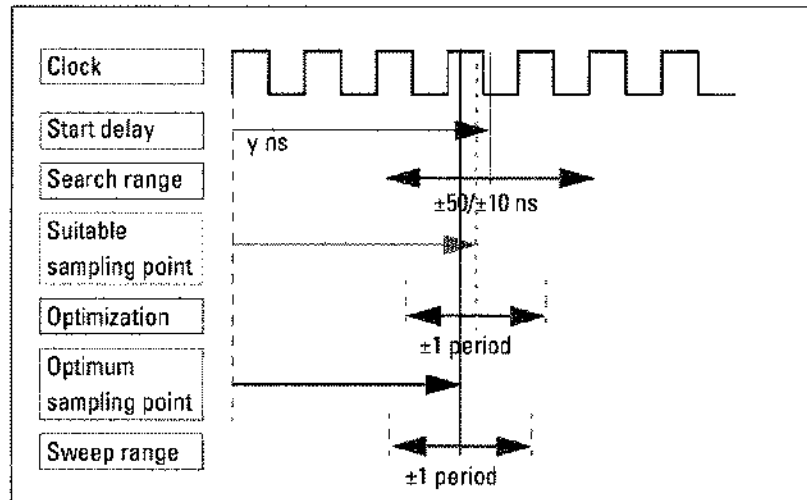 Clock
Start delay
y ns
Search range
±50/±10 ns
Suitable
sampling point
Optimization
±1 period
Optimum
sampling point
Sweep range
±1 period